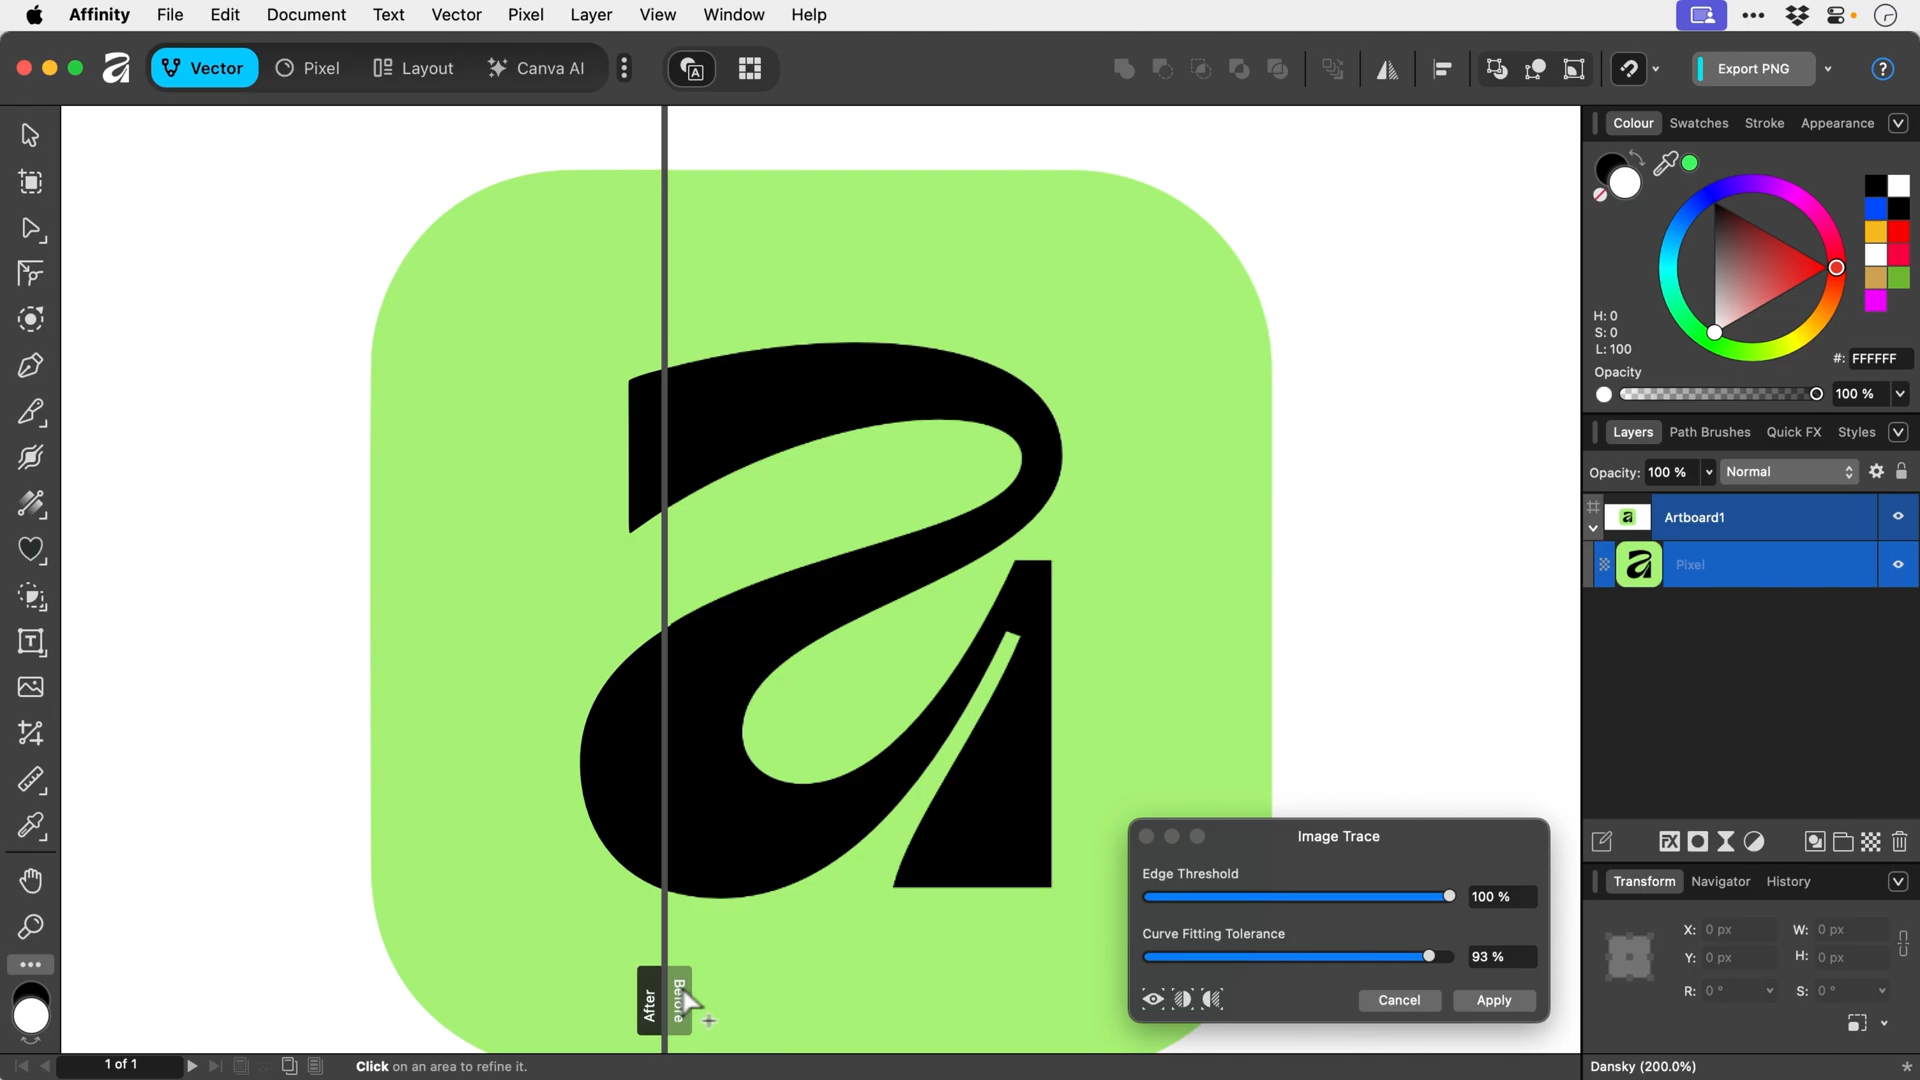 Affinity File Edit Document Text Vector Pixel Layer View Window Help
Vector Pixel Layout Canva AI Export PNG
Colour Swatches Stroke Appearance
H: 0
S: 0
L: 100
#: FFFFFF
Opacity
100 %
Layers Path Brushes Quick FX Styles
Opacity: 100 % Normal
Artboard1
Pixel
a
Image Trace
Edge Threshold
100 %
Curve Fitting Tolerance
93 %
Cancel Apply
After
Before
Transform Navigator History
X: 0 px W: 0 px
Y: 0 px H: 0 px
R: 0 ° S: 0 °
1 of 1 Click on an area to refine it. Dansky (200.0%) *